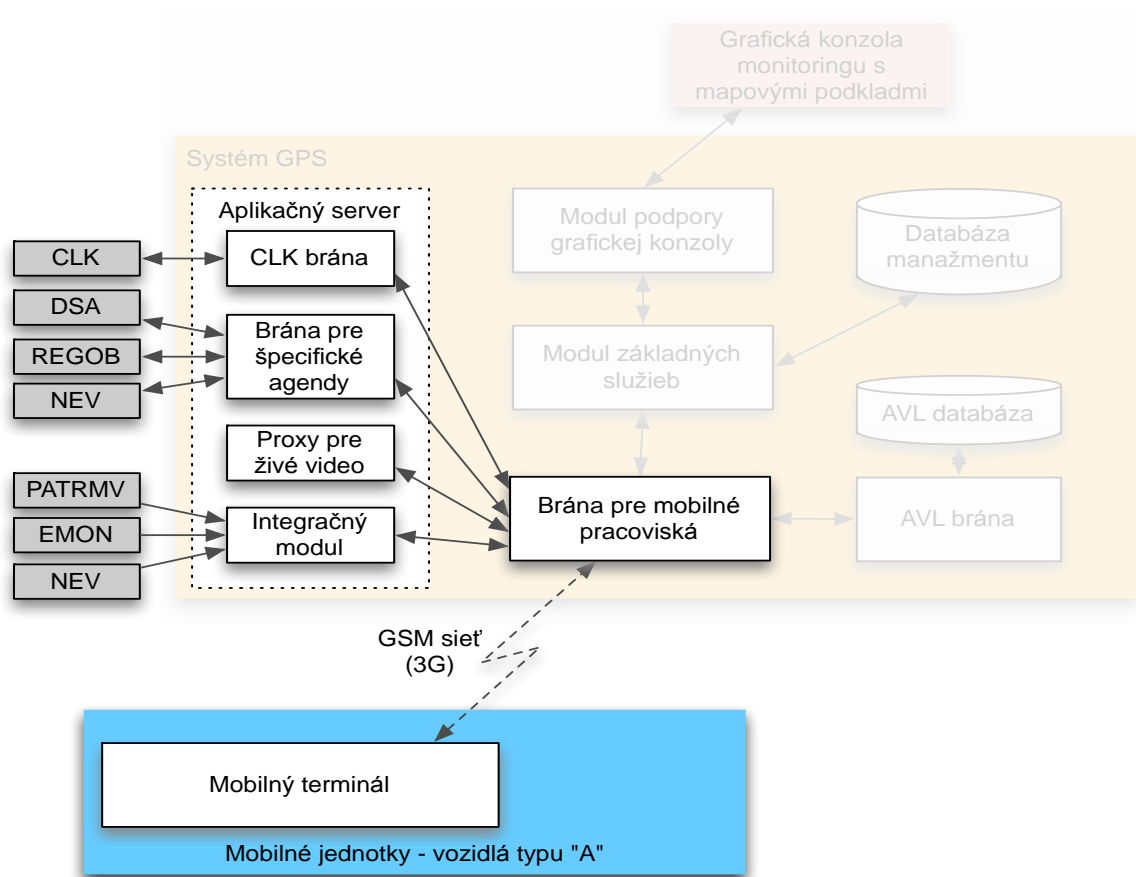 Grafická konzola
monitoringu s
mapovými podkladmi
Systém GPS
Aplikačný server
CLK
CLK brána
DSA
REGOB
NEV
Brána pre
špecifické
agendy
Proxy pre
živé video
PATRMV
EMON
NEV
Integračný
modul
Modul podpory
grafickej konzoly
Databáza
manažmentu
Modul základných
služieb
AVL databáza
Brána pre mobilné
pracoviská
AVL brána
GSM sieť
(3G)
Mobilný terminál
Mobilné jednotky - vozidlá typu "A"